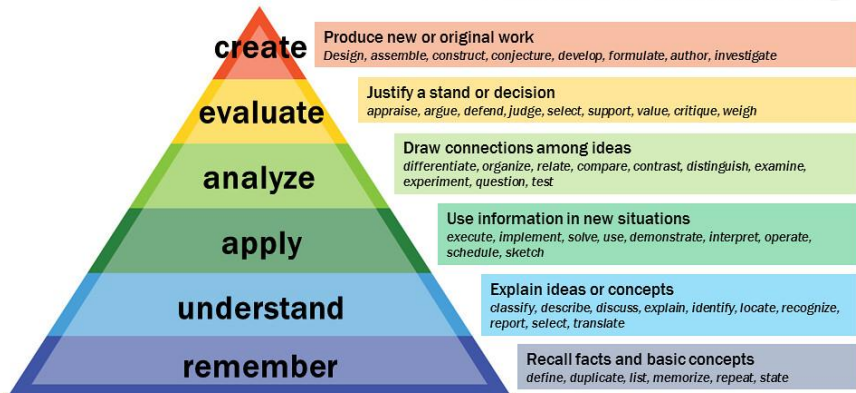 create
Produce new or original work
Design, assemble, construct, conjecture, develop, formulate, author, investigate
evaluate
Justify a stand or decision
appraise, argue, defend, judge, select, support, value, critique, weigh
analyze
Draw connections among ideas
differentiate, organize, relate, compare, contrast, distinguish, examine,
experiment, question, test
apply
Use information in new situations
execute, implement, solve, use, demonstrate, interpret, operate,
schedule, sketch
understand
Explain ideas or concepts
classify, describe, discuss, explain, identify, locate, recognize,
report, select, translate
remember
Recall facts and basic concepts
define, duplicate, list, memorize, repeat, state